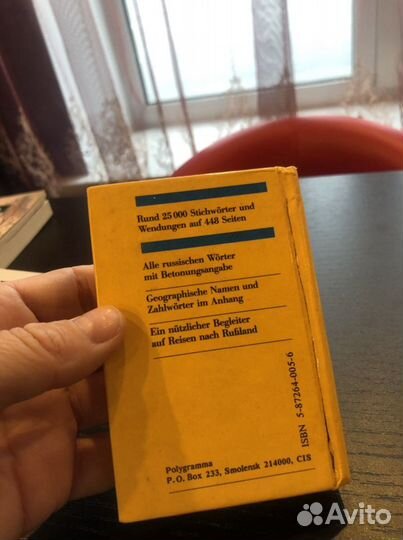 Rund 25 000 Stichwörter und
Wendungen auf 448 Seiten
Alle russischen Wörter
mit Betonungsangabe
Geographische Namen und
Zahlwörter im Anhang
Ein nützlicher Begleiter
auf Reisen nach Rußland
ISBN 5-87264-005-6
Polygramma
P.O. Box 233, Smolensk 214000, CIS
Avito